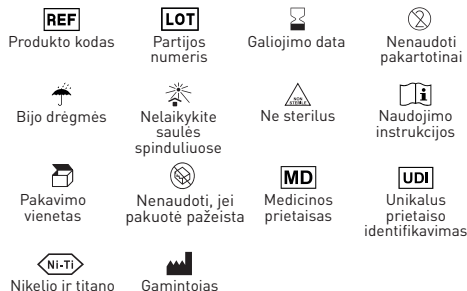 REF
LOT
2
Produkto kodas
Partijos numeris
Galiojimo data
Nenaudoti pakartotinai
NON STERILE
i
Bijo drėgmės
Nelaikykite saulės spinduliuose
Ne sterilus
Naudojimo instrukcijos
MD
UDI
Pakavimo vienetas
Nenaudoti, jei pakuotė pažeista
Medicinos prietaisas
Unikalus prietaiso identifikavimas
Ni-Ti
Nikelio ir titano
Gamintojas